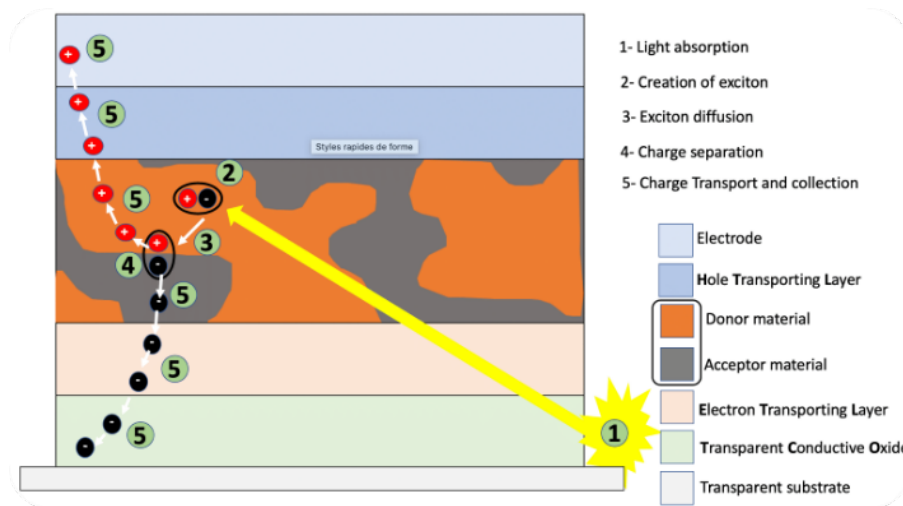 5
1- Light absorption
2- Creation of exciton
3- Exciton diffusion
4- Charge separation
5- Charge Transport and collection
+
+
5
+
Styles rapides de forme
2
+
5
+ -
+
+
3
4
-
5
-
-
5
-
-
5
-
1
Electrode
Hole Transporting Layer
Donor material
Acceptor material
Electron Transporting Layer
Transparent Conductive Oxide
Transparent substrate